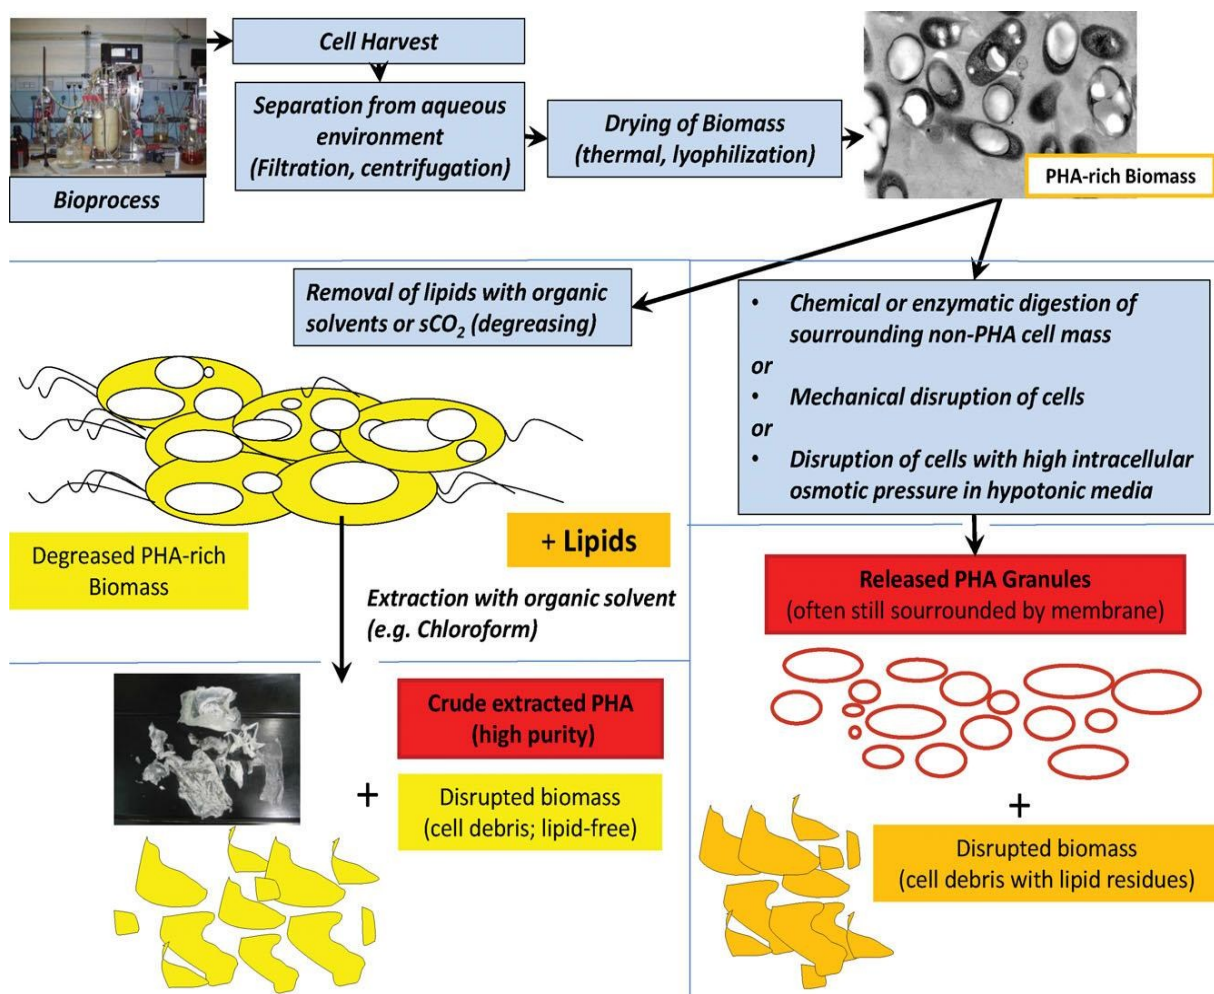 Cell Harvest
Separation from aqueous
environment
(Filtration, centrifugation)
Drying of Biomass
(thermal, lyophilization)
PHA-rich Biomass
Bioprocess
Removal of lipids with organic
solvents or sCO₂ (degreasing)
• Chemical or enzymatic digestion of
sourrounding non-PHA cell mass
or
• Mechanical disruption of cells
or
• Disruption of cells with high intracellular
osmotic pressure in hypotonic media
Degreased PHA-rich
Biomass
+ Lipids
Extraction with organic solvent
(e.g. Chloroform)
Released PHA Granules
(often still sourrounded by membrane)
Crude extracted PHA
(high purity)
+
Disrupted biomass
(cell debris; lipid-free)
+
Disrupted biomass
(cell debris with lipid residues)